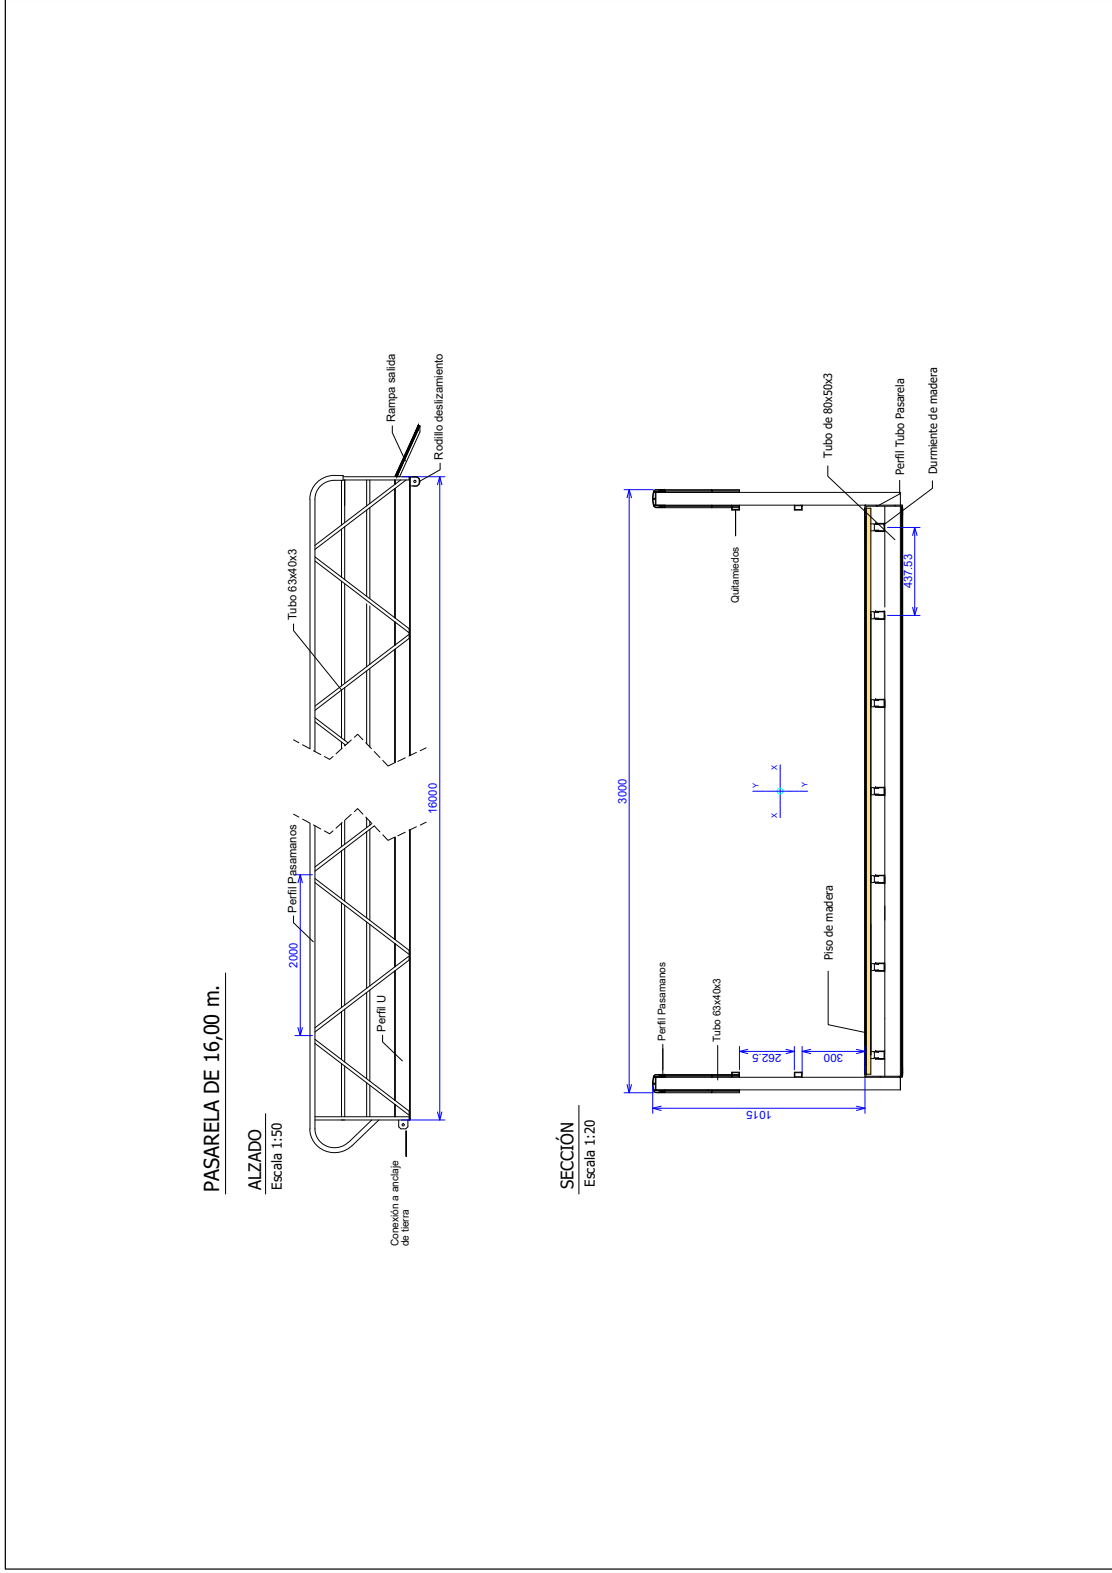 PASARELA DE 16,00 m.
ALZADO
Escala 1:50
Conexión a anclaje
de tierra
Perfil U
2000
Perfil Pasamanos
16000
Tubo 63x40x3
Rampa salida
Rodillo deslizamiento
SECCIÓN
Escala 1:20
1015
Perfil Pasamanos
Tubo 63x40x3
262.5
300
Piso de madera
3000
Y
Y
X
X
Quitamiedos
437.53
Tubo de 80x50x3
Perfil Tubo Pasarela
Durmiente de madera